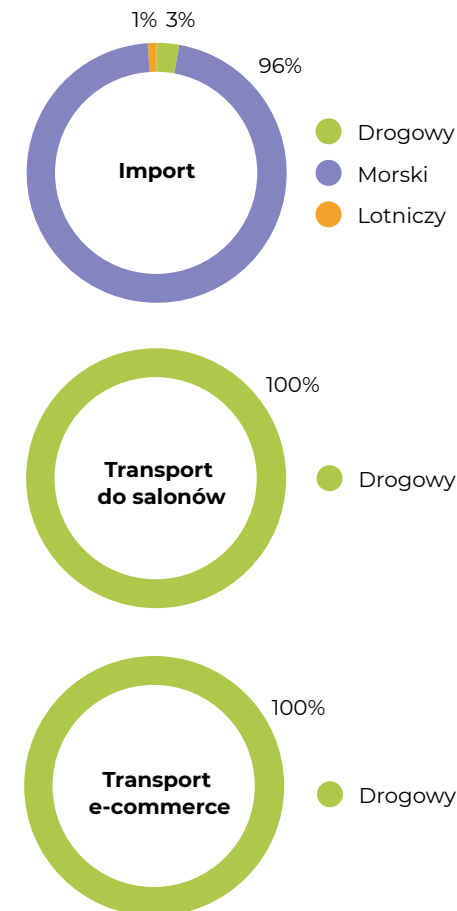 1% 3%
96%
Import
Drogowy
Morski
Lotniczy
100%
Transport
do salonów
Drogowy
100%
Transport
e-commerce
Drogowy